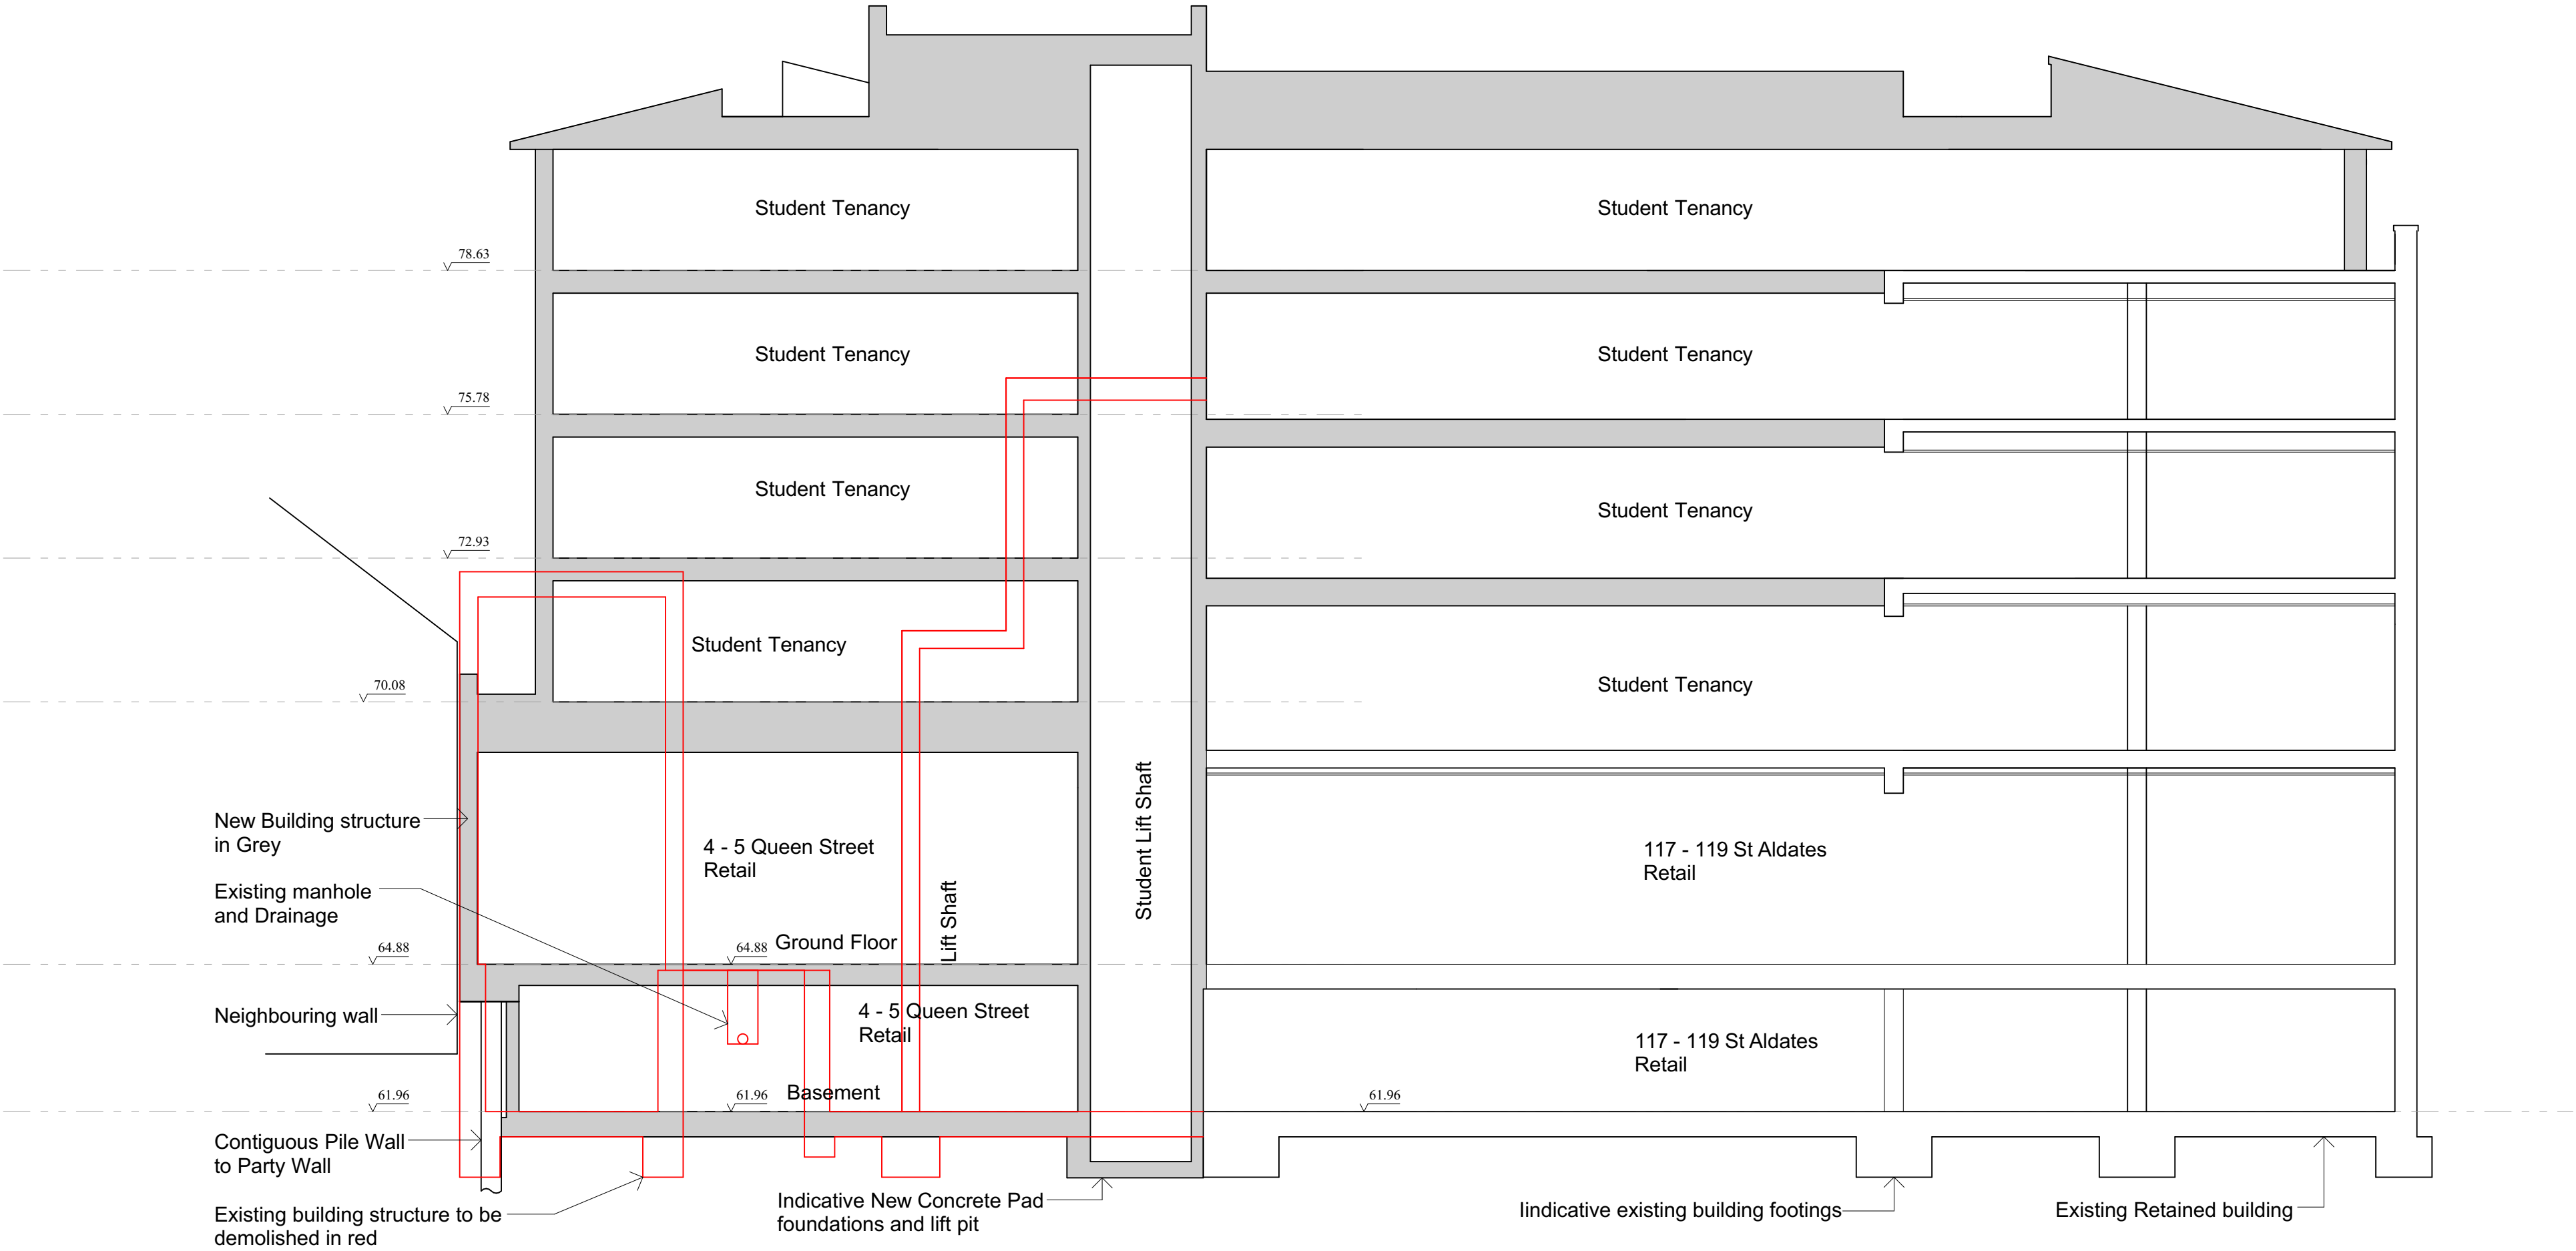 Student Tenancy
Student Tenancy
78.63
Student Tenancy
Student Tenancy
75.78
Student Tenancy
Student Tenancy
72.93
Student Tenancy
Student Tenancy
70.08
Student Lift Shaft
New Building structure
in Grey
4 - 5 Queen Street
Retail
117 - 119 St Aldates
Retail
Existing manhole
and Drainage
Lift Shaft
64.88
64.88
Ground Floor
Neighbouring wall
4 - 5 Queen Street
Retail
117 - 119 St Aldates
Retail
61.96
61.96
Basement
61.96
Contiguous Pile Wall
to Party Wall
Existing building structure to be
demolished in red
Indicative New Concrete Pad
foundations and lift pit
Iindicative existing building footings
Existing Retained building